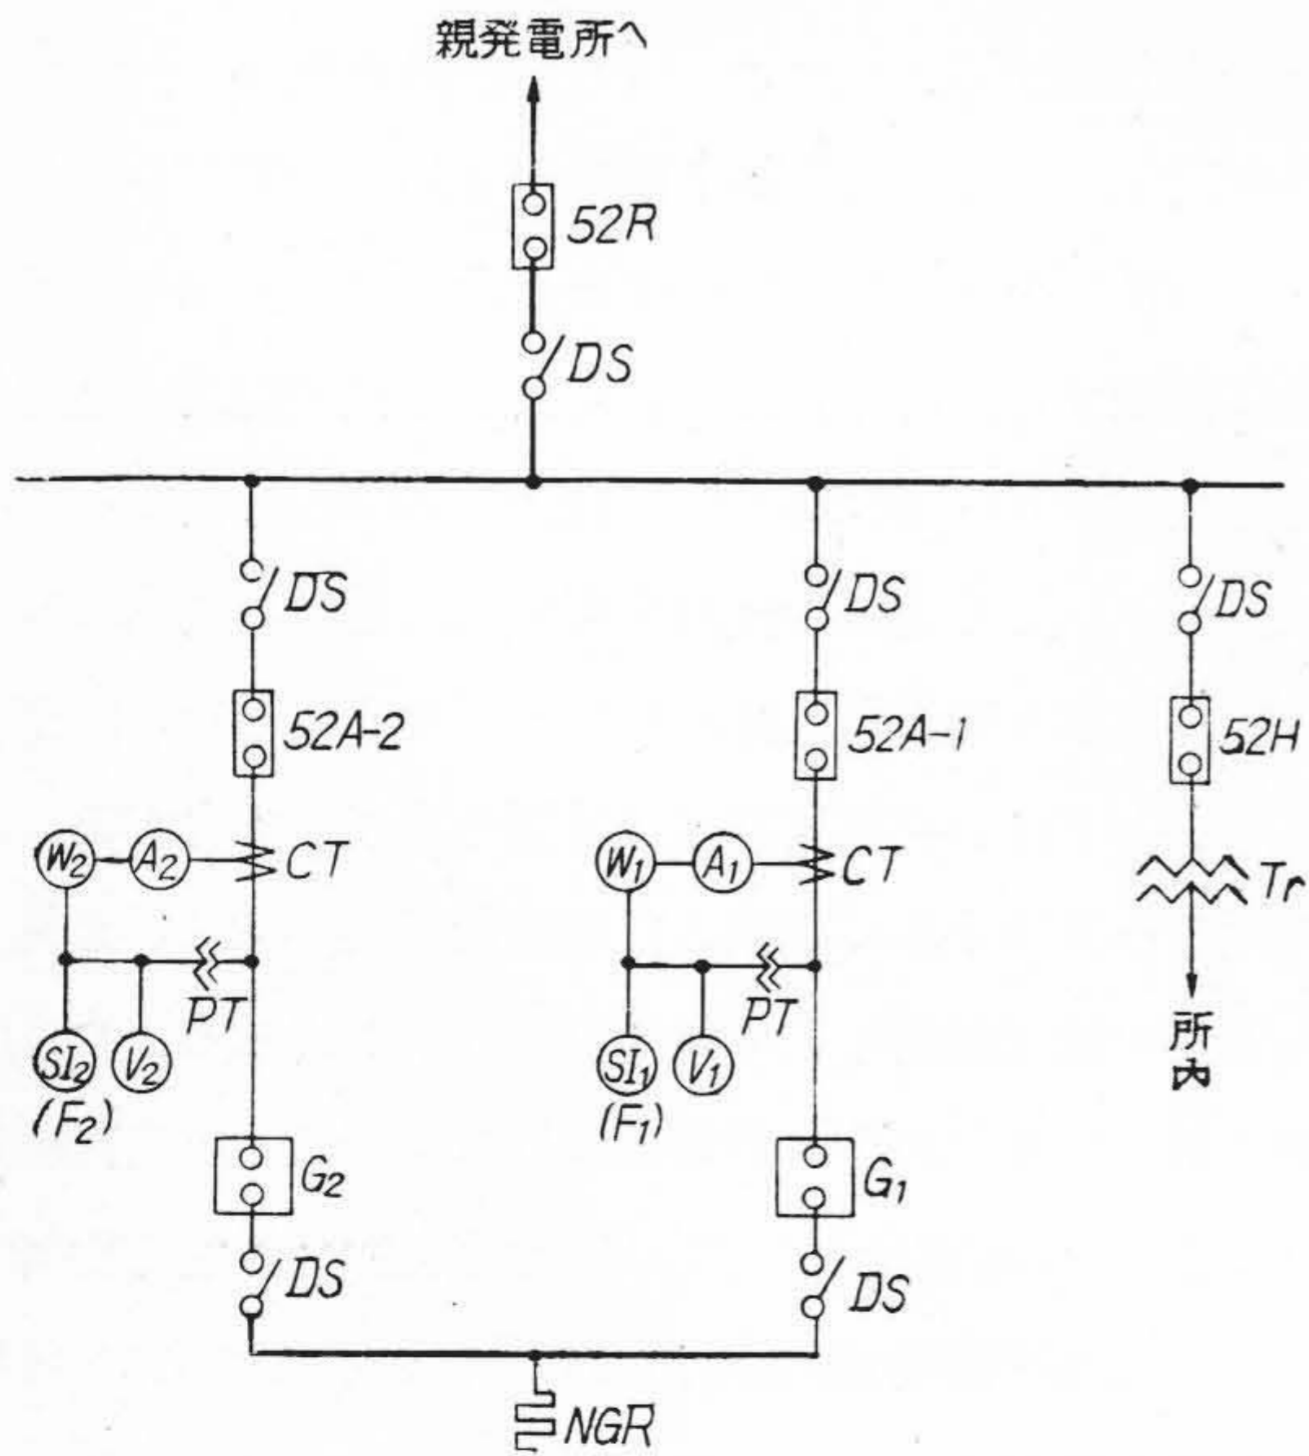 親発電所へ
52R
DS
DS
DS
DS
52A-2
52A-1
52H
W2
A2
CT
W1
A1
CT
Tr
PT
PT
SI2
V2
SI1
V1
所内
(F2)
(F1)
G2
G1
DS
DS
NGR